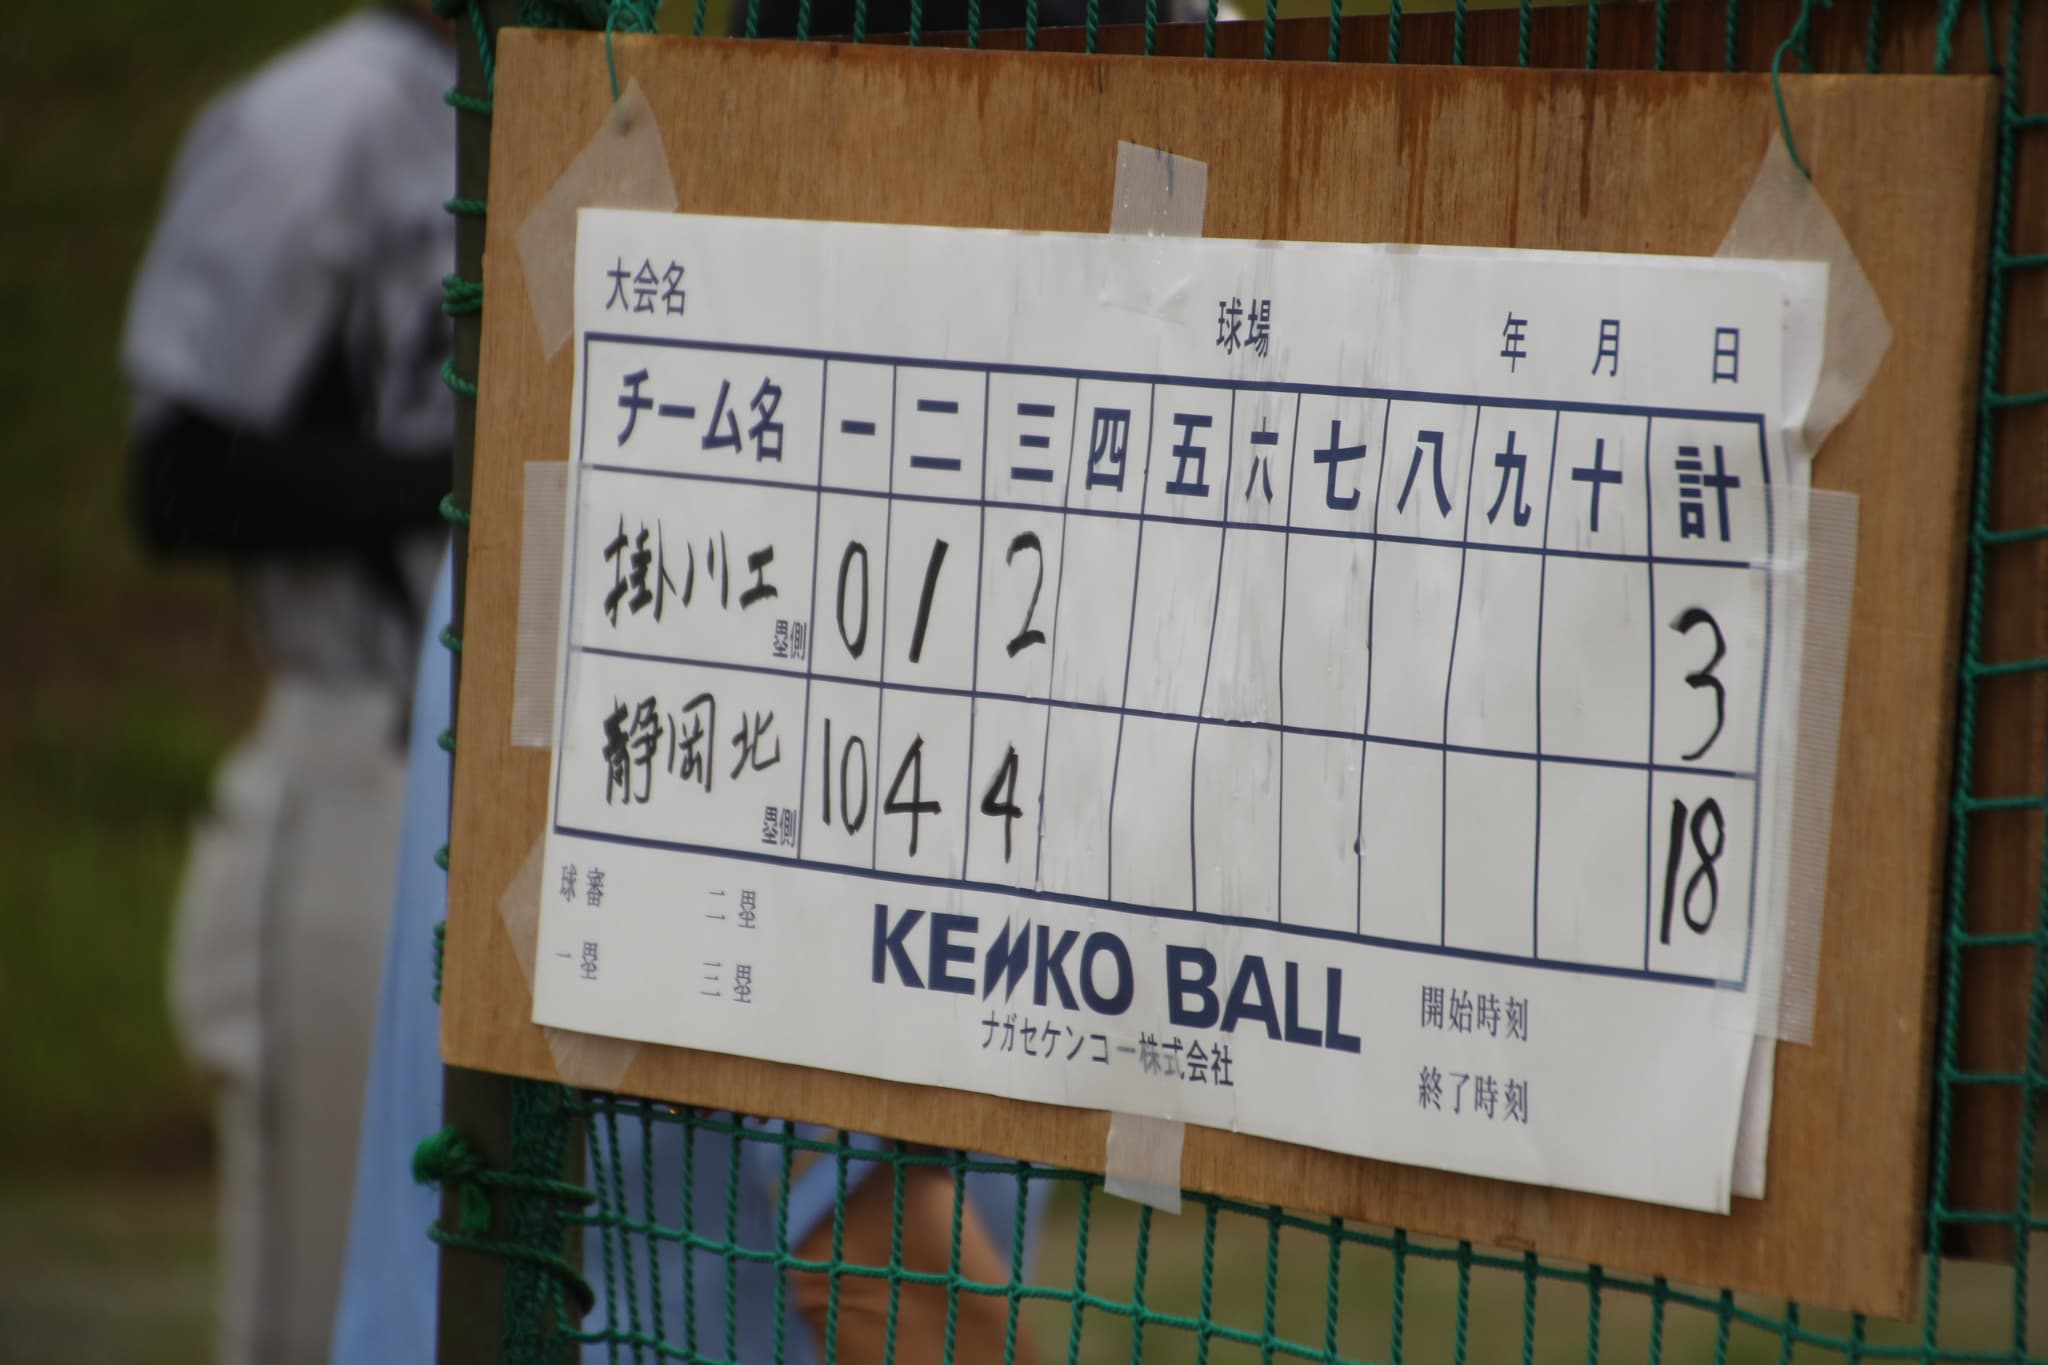 大会名 球場 年 月 日
チーム名 一 二 三 四 五 六 七 八 九 十 計
掛川工 塁側 0 1 2 3
静岡北 塁側 10 4 4 18
球審 二塁
一塁 三塁
KENKO BALL
ナガセケンコー株式会社
開始時刻
終了時刻